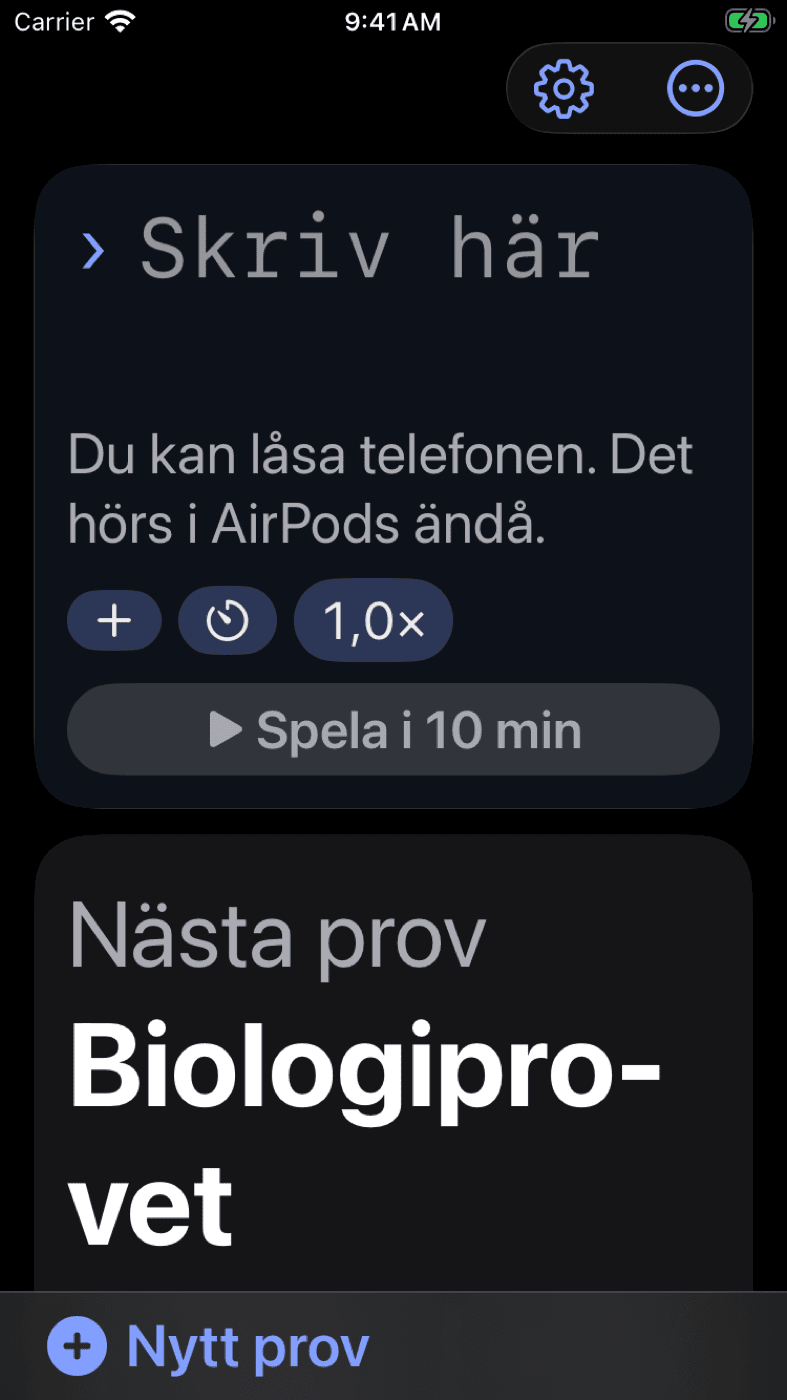 Carrier 9:41 AM
Skriv här
Du kan låsa telefonen. Det
hörs i AirPods ändå.
1,0×
Spela i 10 min
Nästa prov
Biologipro-
vet
Nytt prov